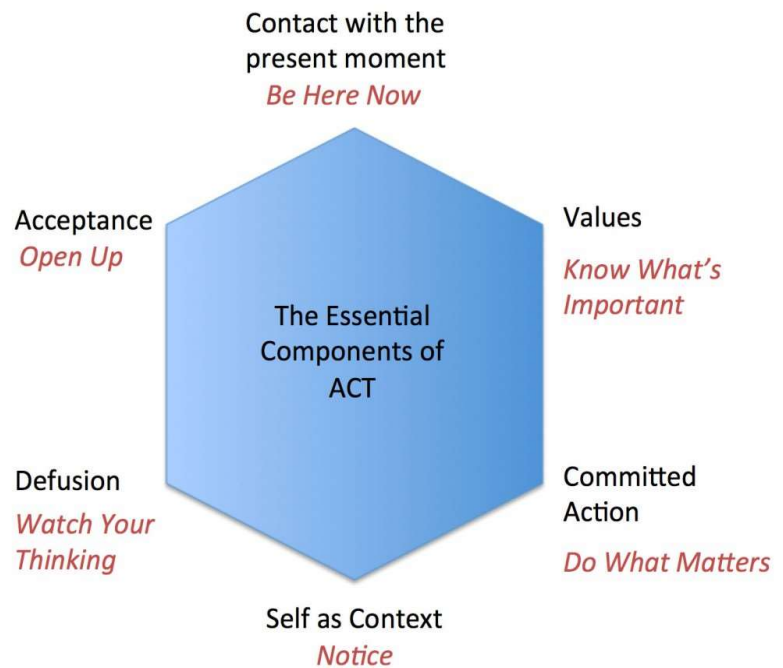 Contact with the
present moment
Be Here Now
Acceptance
Open Up
Values
Know What's
Important
The Essential
Components of
ACT
Defusion
Watch Your
Thinking
Committed
Action
Do What Matters
Self as Context
Notice